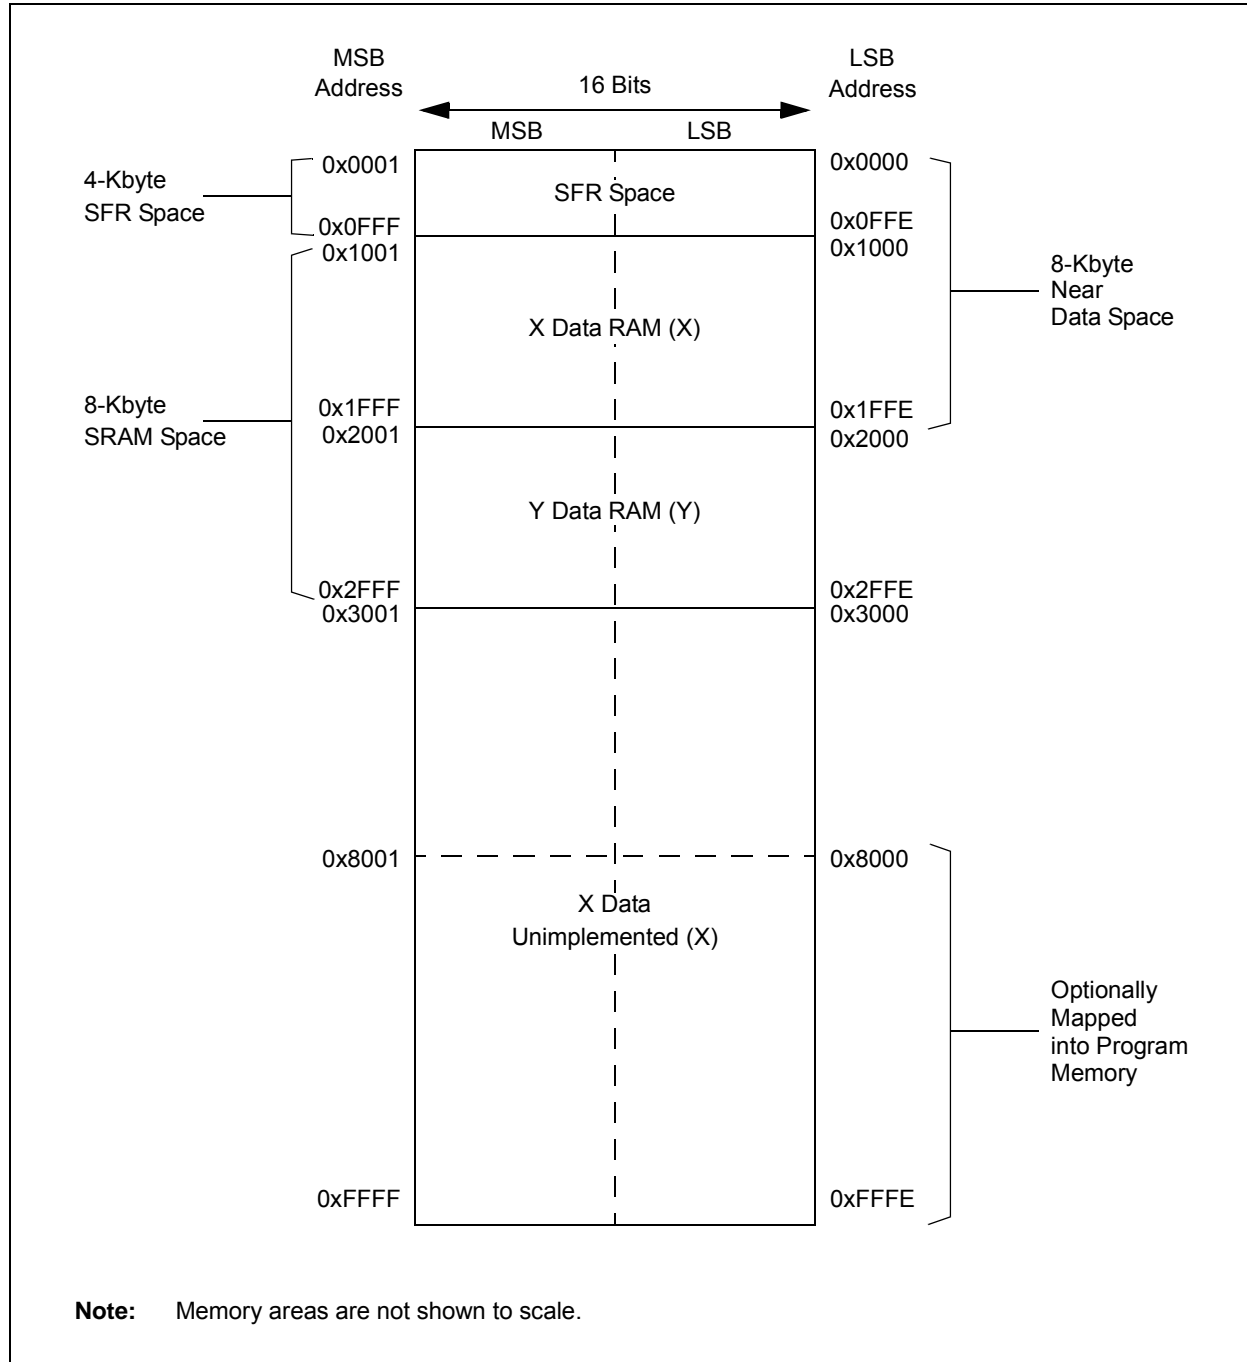 MSB
Address
LSB
Address
16 Bits
MSB
LSB
0x0001
0x0000
4-Kbyte
SFR Space
SFR Space
0x0FFF
0x0FFE
0x1001
0x1000
8-Kbyte
Near
Data Space
X Data RAM (X)
8-Kbyte
SRAM Space
0x1FFF
0x1FFE
0x2001
0x2000
Y Data RAM (Y)
0x2FFF
0x2FFE
0x3001
0x3000
0x8001
0x8000
X Data
Unimplemented (X)
Optionally
Mapped
into Program
Memory
0xFFFF
0xFFFE
Note: Memory areas are not shown to scale.